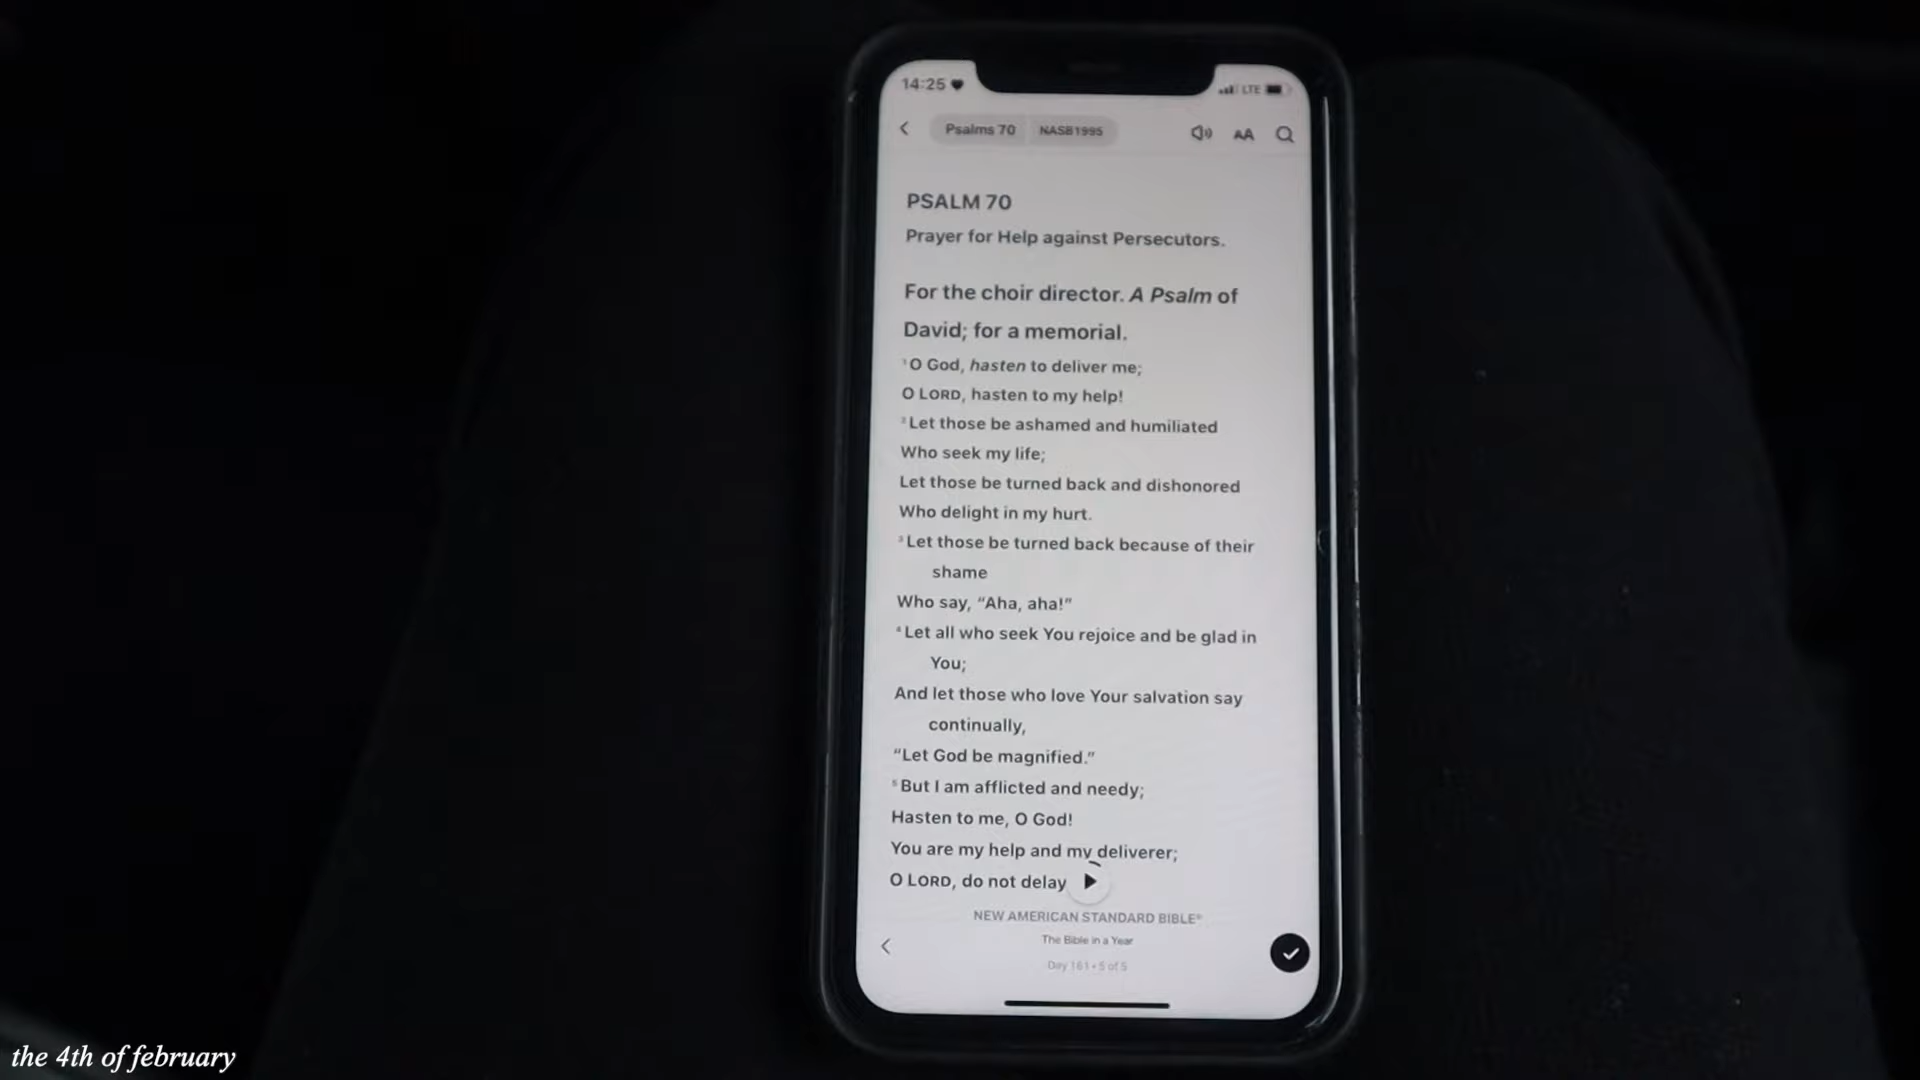 14:25
LTE
Psalms 70 NASB1995
AA
PSALM 70
Prayer for Help against Persecutors.
For the choir director. A Psalm of
David; for a memorial.
1 O God, hasten to deliver me;
O LORD, hasten to my help!
2 Let those be ashamed and humiliated
Who seek my life;
Let those be turned back and dishonored
Who delight in my hurt.
3 Let those be turned back because of their
shame
Who say, “Aha, aha!”
4 Let all who seek You rejoice and be glad in
You;
And let those who love Your salvation say
continually,
“Let God be magnified.”
5 But I am afflicted and needy;
Hasten to me, O God!
You are my help and my deliverer;
O LORD, do not delay
NEW AMERICAN STANDARD BIBLE®
The Bible in a Year
Day 161 • 5 of 5
the 4th of february